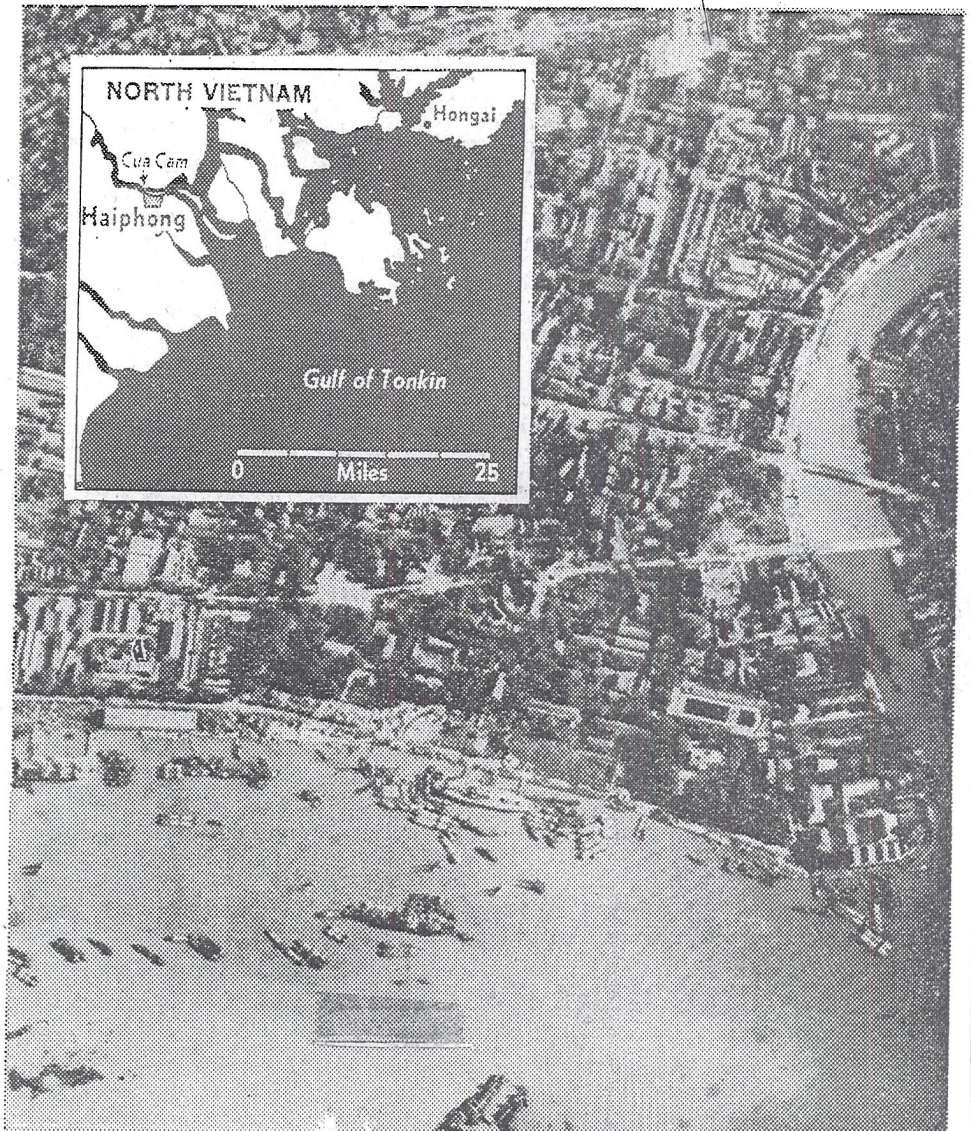 NORTH VIETNAM
Hongai
Cua Cam
Haiphong
Gulf of Tonkin
0 Miles 25